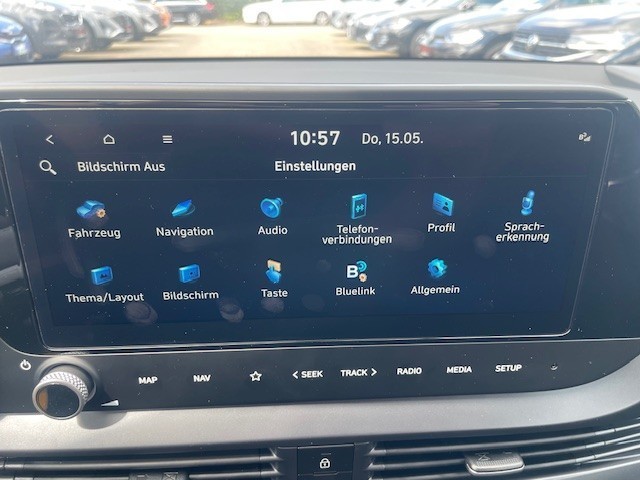 10:57 Do, 15.05.
Bildschirm Aus Einstellungen
Fahrzeug Navigation Audio Telefon-
verbindungen Profil Sprach-
erkennung
Thema/Layout Bildschirm Taste Bluelink Allgemein
MAP NAV < SEEK TRACK > RADIO MEDIA SETUP